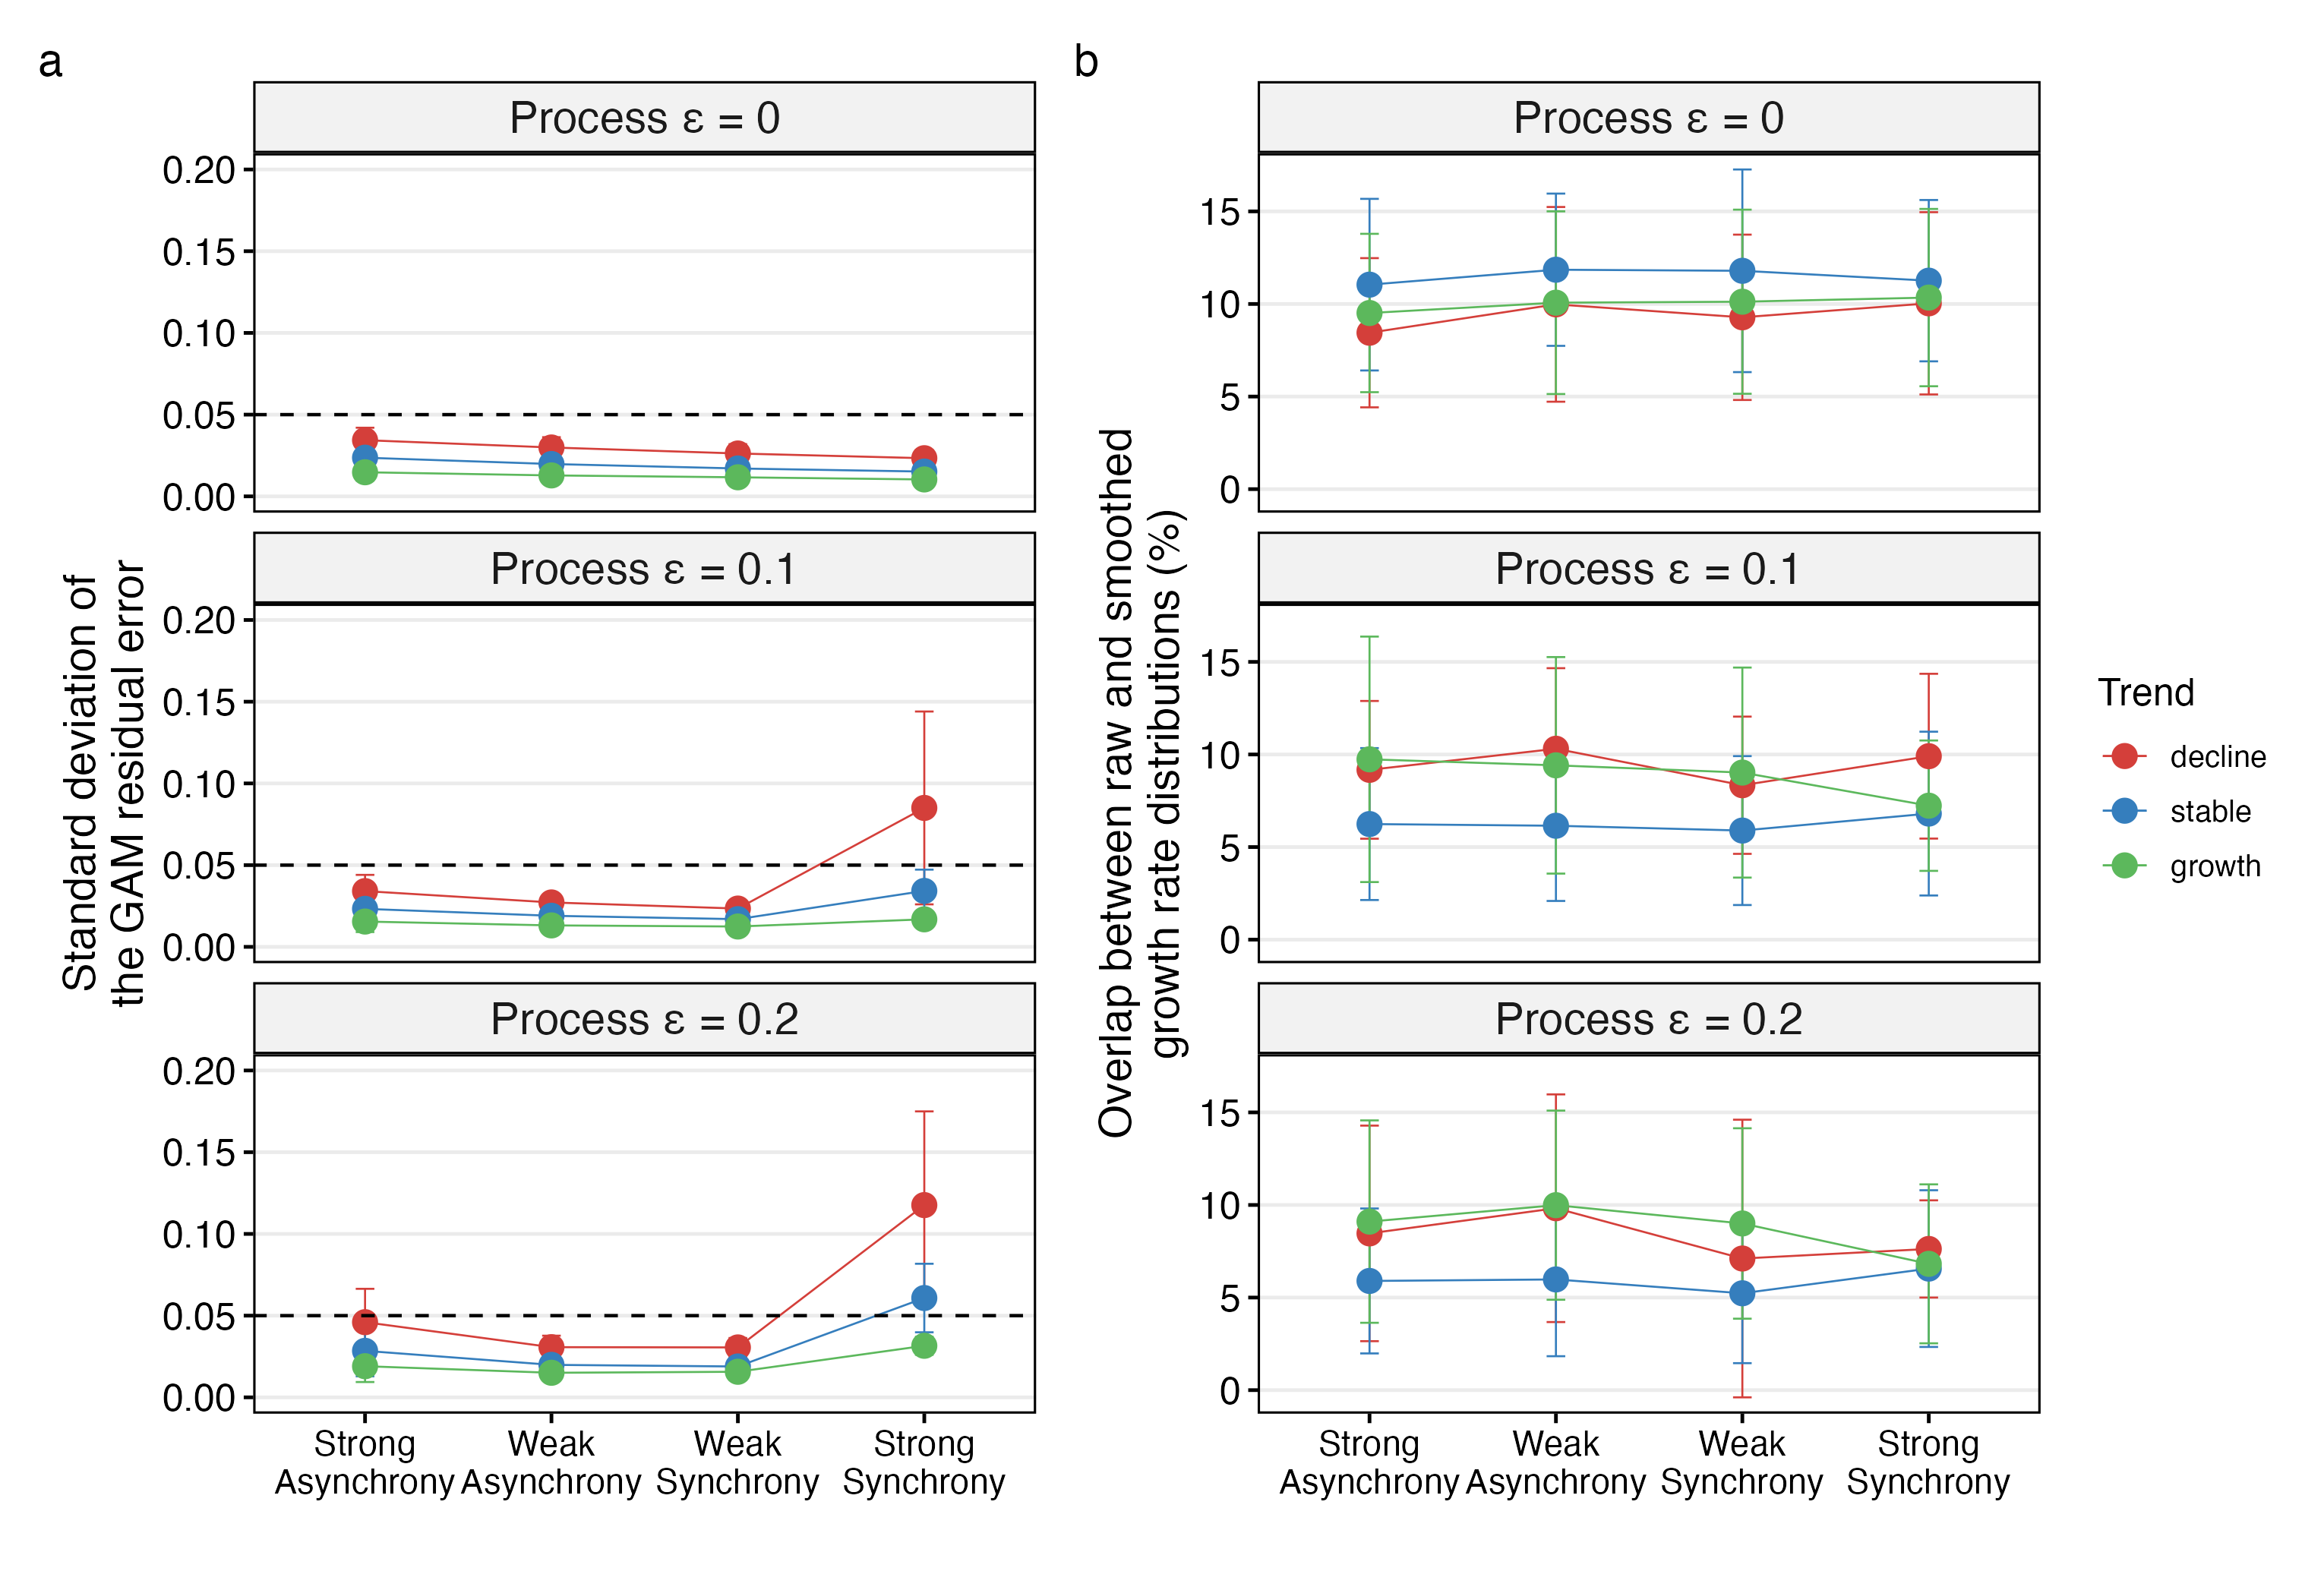 a
Process ε = 0
0.20
0.15
0.10
0.05
0.00
Process ε = 0.1
0.20
0.15
0.10
0.05
0.00
Process ε = 0.2
0.20
0.15
0.10
0.05
0.00
Standard deviation of
the GAM residual error
Strong
Asynchrony
Weak
Asynchrony
Weak
Synchrony
Strong
Synchrony
b
Process ε = 0
15
10
5
0
Process ε = 0.1
15
10
5
0
Process ε = 0.2
15
10
5
0
Overlap between raw and smoothed
growth rate distributions (%)
Strong
Asynchrony
Weak
Asynchrony
Weak
Synchrony
Strong
Synchrony
Trend
decline
stable
growth